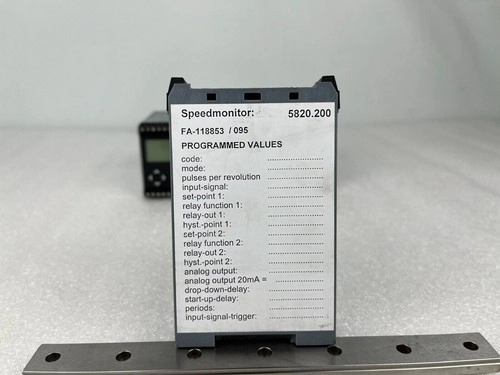 Speedmonitor: 5820.200
FA-118853 / 095
PROGRAMMED VALUES
code: ........................
mode: ........................
pulses per revolution ........................
input-signal: ........................
set-point 1: ........................
relay function 1: ........................
relay-out 1: ........................
hyst.-point 1: ........................
set-point 2: ........................
relay function 2: ........................
relay-out 2: ........................
hyst.-point 2: ........................
analog output: ........................
analog output 20mA = ........................
drop-down-delay: ........................
start-up-delay: ........................
periods: ........................
input-signal-trigger: ........................